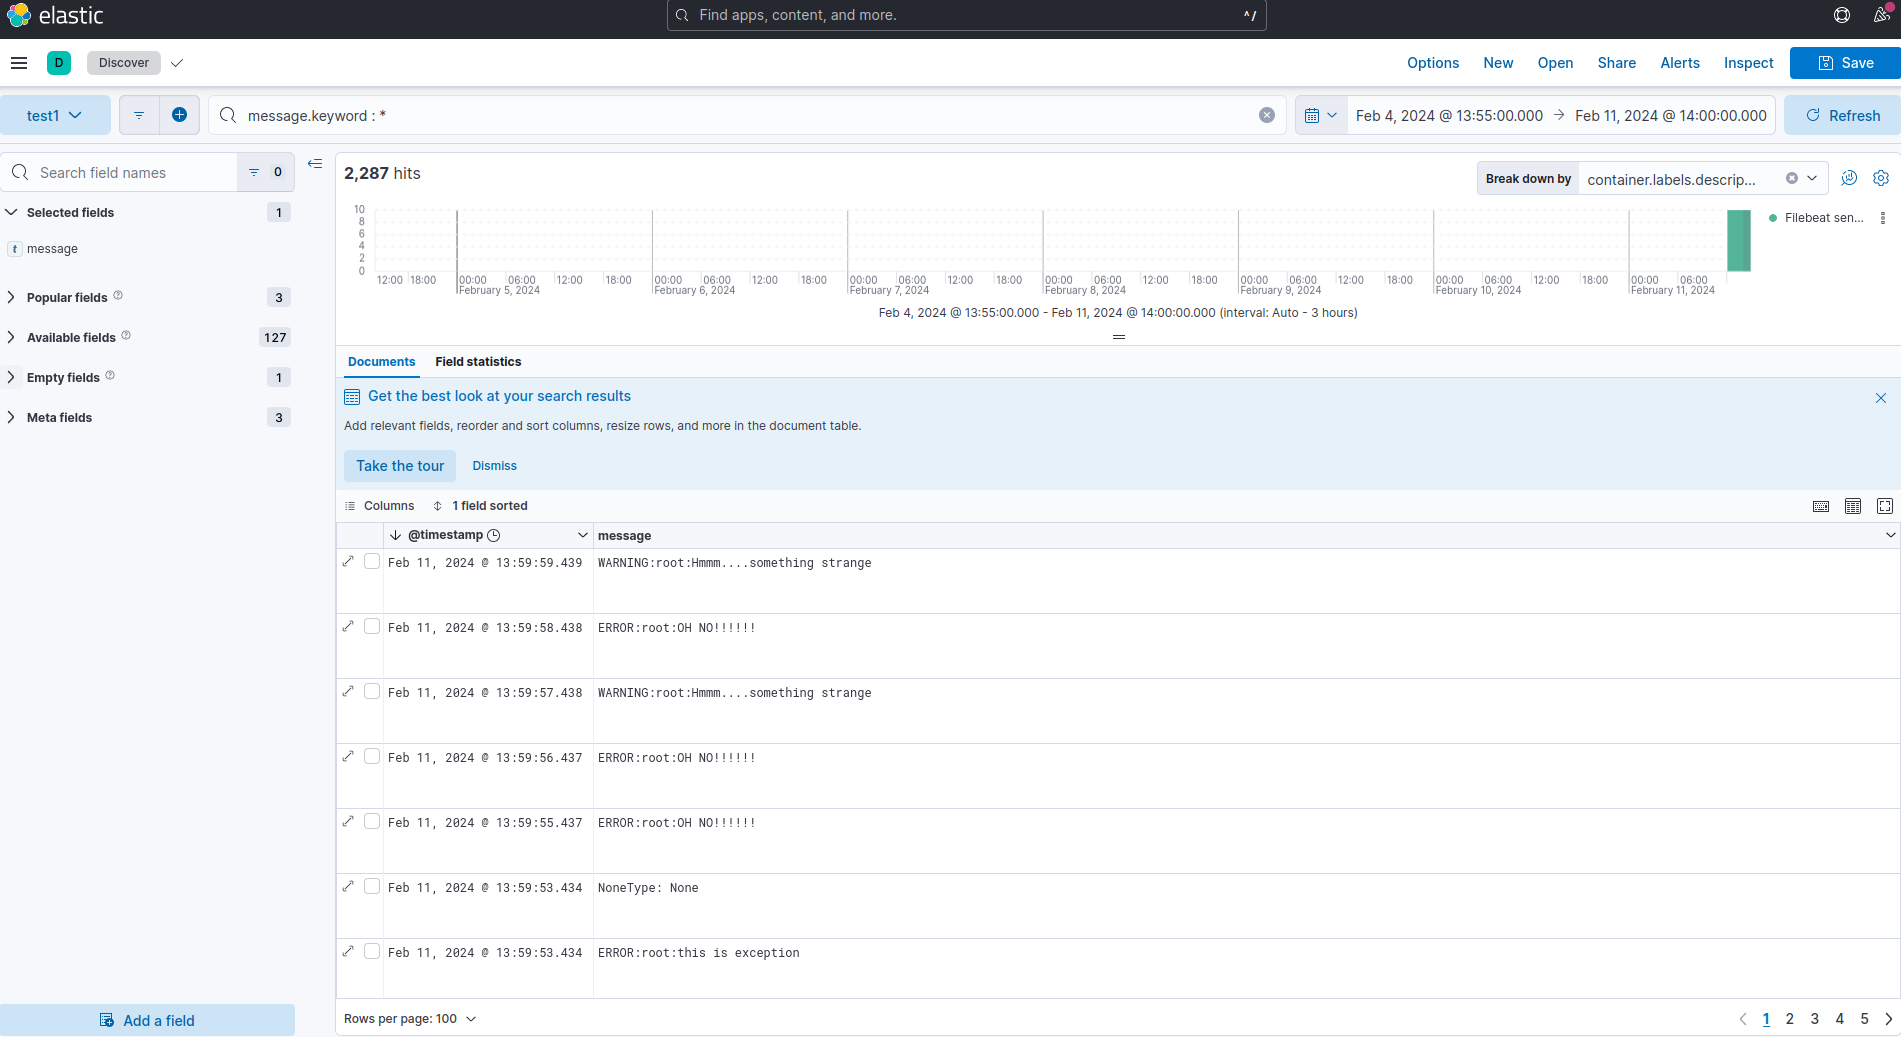 elastic
Find apps, content, and more.
^/
D
Discover
Options
New
Open
Share
Alerts
Inspect
Save
test1
message.keyword : *
Feb 4, 2024 @ 13:55:00.000 → Feb 11, 2024 @ 14:00:00.000
Refresh
Search field names
0
Selected fields
1
t message
Popular fields
3
Available fields
127
Empty fields
1
Meta fields
3
Add a field
2,287 hits
Break down by container.labels.descrip...
10
8
6
4
2
0
12:00 18:00 00:00 06:00 12:00 18:00 00:00 06:00 12:00 18:00 00:00 06:00 12:00 18:00 00:00 06:00 12:00 18:00 00:00 06:00 12:00 18:00 00:00 06:00 12:00 18:00 00:00 06:00
February 5, 2024 February 6, 2024 February 7, 2024 February 8, 2024 February 9, 2024 February 10, 2024 February 11, 2024
Filebeat sen...
Feb 4, 2024 @ 13:55:00.000 - Feb 11, 2024 @ 14:00:00.000 (interval: Auto - 3 hours)
Documents
Field statistics
Get the best look at your search results
Add relevant fields, reorder and sort columns, resize rows, and more in the document table.
Take the tour
Dismiss
Columns
1 field sorted
@timestamp message
Feb 11, 2024 @ 13:59:59.439 WARNING:root:Hmmm....something strange
Feb 11, 2024 @ 13:59:58.438 ERROR:root:OH NO!!!!!!
Feb 11, 2024 @ 13:59:57.438 WARNING:root:Hmmm....something strange
Feb 11, 2024 @ 13:59:56.437 ERROR:root:OH NO!!!!!!
Feb 11, 2024 @ 13:59:55.437 ERROR:root:OH NO!!!!!!
Feb 11, 2024 @ 13:59:53.434 NoneType: None
Feb 11, 2024 @ 13:59:53.434 ERROR:root:this is exception
Rows per page: 100
1 2 3 4 5